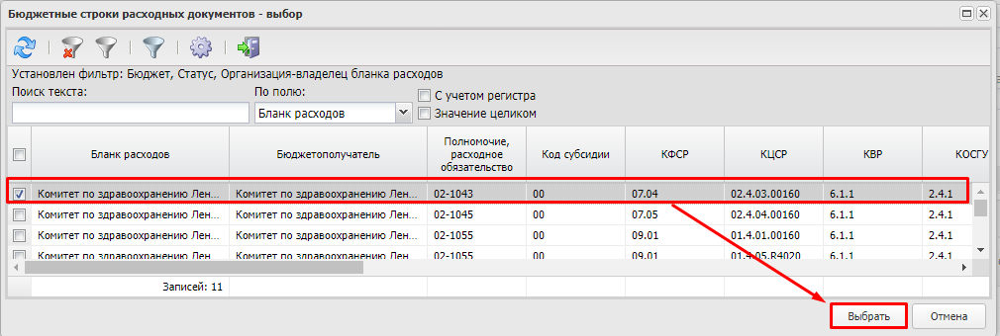 Бюджетные строки расходных документов - выбор
Установлен фильтр: Бюджет, Статус, Организация-владелец бланка расходов
Поиск текста: По полю: С учетом регистра
Бланк расходов Значение целиком
Бланк расходов Бюджетополучатель Полномочие, расходное обязательство Код субсидии КФСР КЦСР КВР КОСГУ
Комитет по здравоохранению Лен... Комитет по здравоохранению Лен... 02-1043 00 07.04 02.4.03.00160 6.1.1 2.4.1
Комитет по здравоохранению Лен... Комитет по здравоохранению Лен... 02-1045 00 07.05 02.4.04.00160 6.1.1 2.4.1
Комитет по здравоохранению Лен... Комитет по здравоохранению Лен... 02-1055 00 09.01 01.4.01.00160 6.1.1 2.4.1
Комитет по здравоохранению Лен Комитет по здравоохранению Лен 02-1055 00 09.01 01.4.05.R4020 6.1.1 2.4.1
Записей: 11
Выбрать Отмена